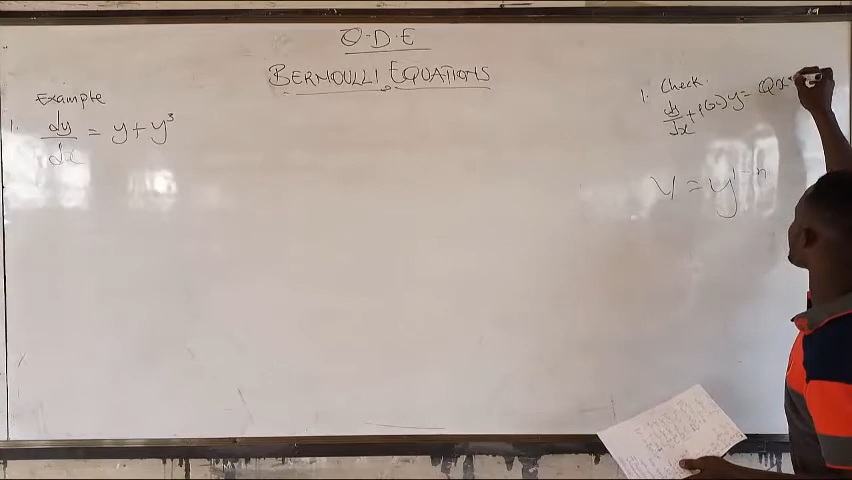 O.D.E
BERNOULLI EQUATIONS
Example
1. dy/dx = y + y³
1. Check.
dy/dx + P(x) y = Q(x)
V = y^1-n